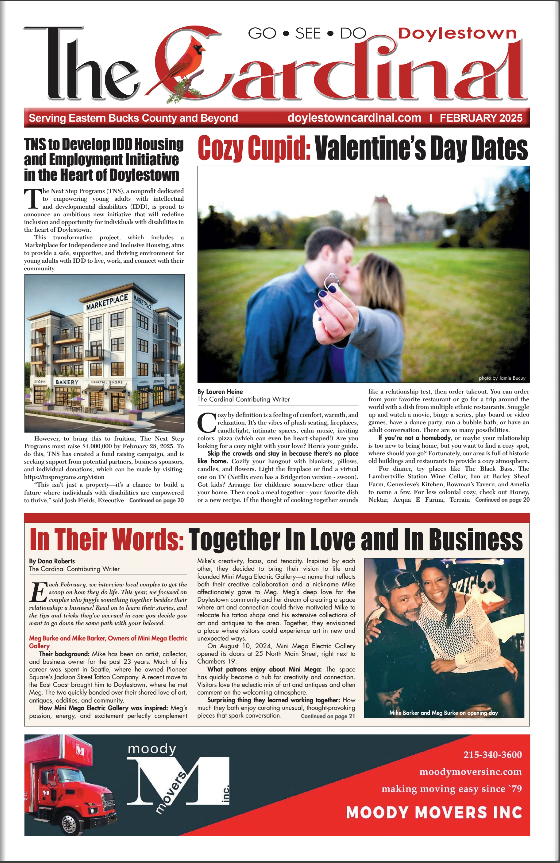 GO • SEE • DO Doylestown
The Cardinal
Serving Eastern Bucks County and Beyond doylestowncardinal.com I FEBRUARY 2025
TNS to Develop IDD Housing
and Employment Initiative
in the Heart of Doylestown
The Next Step Programs (TNS), a nonprofit dedicated
to empowering young adults with intellectual
and developmental disabilities (IDD), is proud to
announce an ambitious new initiative that will redefine
inclusion and opportunity for individuals with disabilities in
the heart of Doylestown.
This transformative project, which includes a
Marketplace for Independence and Inclusive Housing, aims
to provide a safe, supportive, and thriving environment for
young adults with IDD to live, work, and connect with their
community.
MARKETPLACE
BAKERY
However, to bring this to fruition, The Next Step
Programs must raise $1,000,000 by February 28, 2025. To
do this, TNS has created a fund raising campaign, and is
seeking support from potential partners, business sponsors,
and individual donations, which can be made by visiting.
https://tnsprograms.org/vision
"This isn't just a property—it's a chance to build a
future where individuals with disabilities are empowered
to thrive," said Josh Fields, Executive Continued on page 20
Cozy Cupid: Valentine's Day Dates
photo by Jamie Bucuy
By Lauren Heine
The Cardinal Contributing Writer
Cozy by definition is a feeling of comfort, warmth, and
relaxation. It's the vibes of plush seating, fireplaces,
candlelight, intimate spaces, calm music, inviting
colors, pizza (which can even be heart-shaped!) Are you
looking for a cozy night with your love? Here's your guide.
Skip the crowds and stay in because there's no place
like home. Cozify your hangout with blankets, pillows,
candles, and flowers. Light the fireplace or find a virtual
one on TV (Netflix even has a Bridgerton version - swoon).
Got kids? Arrange for childcare somewhere other than
your home. Then cook a meal together – your favorite dish
or a new recipe. If the thought of cooking together sounds
like a relationship test, then order takeout. You can order
from your favorite restaurant or go for a trip around the
world with a dish from multiple ethnic restaurants. Snuggle
up and watch a movie, binge a series, play board or video
games, have a dance party, run a bubble bath, or have an
adult conversation. There are so many possibilities.
If you're not a homebody, or maybe your relationship
is too new to bring home, but you want to find a cozy spot,
where should you go? Fortunately, our area is full of historic
old buildings and restaurants to provide a cozy atmosphere.
For dinner, try places like The Black Bass, The
Lambertville Station Wine Cellar, Inn at Barley Sheaf
Farm, Genevieve's Kitchen, Bowman's Tavern, and Amelia
to name a few. For less colonial cozy, check out Honey,
Nektar, Acqua E Farina, Terrain Continued on page 20
In Their Words: Together In Love and In Business
By Dana Roberts
The Cardinal Contributing Writer
Each February, we interview local couples to get the
scoop on how they do life. This year, we focused on
couples who juggle something together besides their
relationship: a business! Read on to learn their stories, and
the tips and tricks they've accrued in case you decide you
want to go down the same path with your beloved.
Meg Burke and Mike Barker, Owners of Mini Mega Electric
Gallery
Their background: Mike has been an artist, collector,
and business owner for the past 23 years. Much of his
career was spent in Seattle, where he owned Pioneer
Square's Jackson Street Tattoo Company. A recent move to
the East Coast brought him to Doylestown, where he met
Meg. The two quickly bonded over their shared love of art,
antiques, oddities, and community.
How Mini Mega Electric Gallery was inspired: Meg's
passion, energy, and excitement perfectly complement
Mike's creativity, focus, and tenacity. Inspired by each
other, they decided to bring their vision to life and
founded Mini Mega Electric Gallery—a name that reflects
both their creative collaboration and a nickname Mike
affectionately gave to Meg. Meg's deep love for the
Doylestown community and her dream of creating a space
where art and connection could thrive motivated Mike to
relocate his tattoo shops and his extensive collections of
art and antiques to the area. Together, they envisioned
a place where visitors could experience art in new and
unexpected ways.
On August 10, 2024, Mini Mega Electric Gallery
opened its doors at 25 North Main street, right next to
Chambers 19.
What patrons enjoy about Mini Mega: The space
has quickly become a hub for creativity and connection.
Visitors love the eclectic mix of art and antiques and often
comment on the welcoming atmosphere.
Surprising thing they learned working together: How
much they both enjoy curating unusual, thought-provoking
pieces that spark conversation. Continued on page 21
Mike Barker and Meg Burke on opening day
moody
M
movers, inc.
215-340-3600
moodymoversinc.com
making moving easy since `79
MOODY MOVERS INC